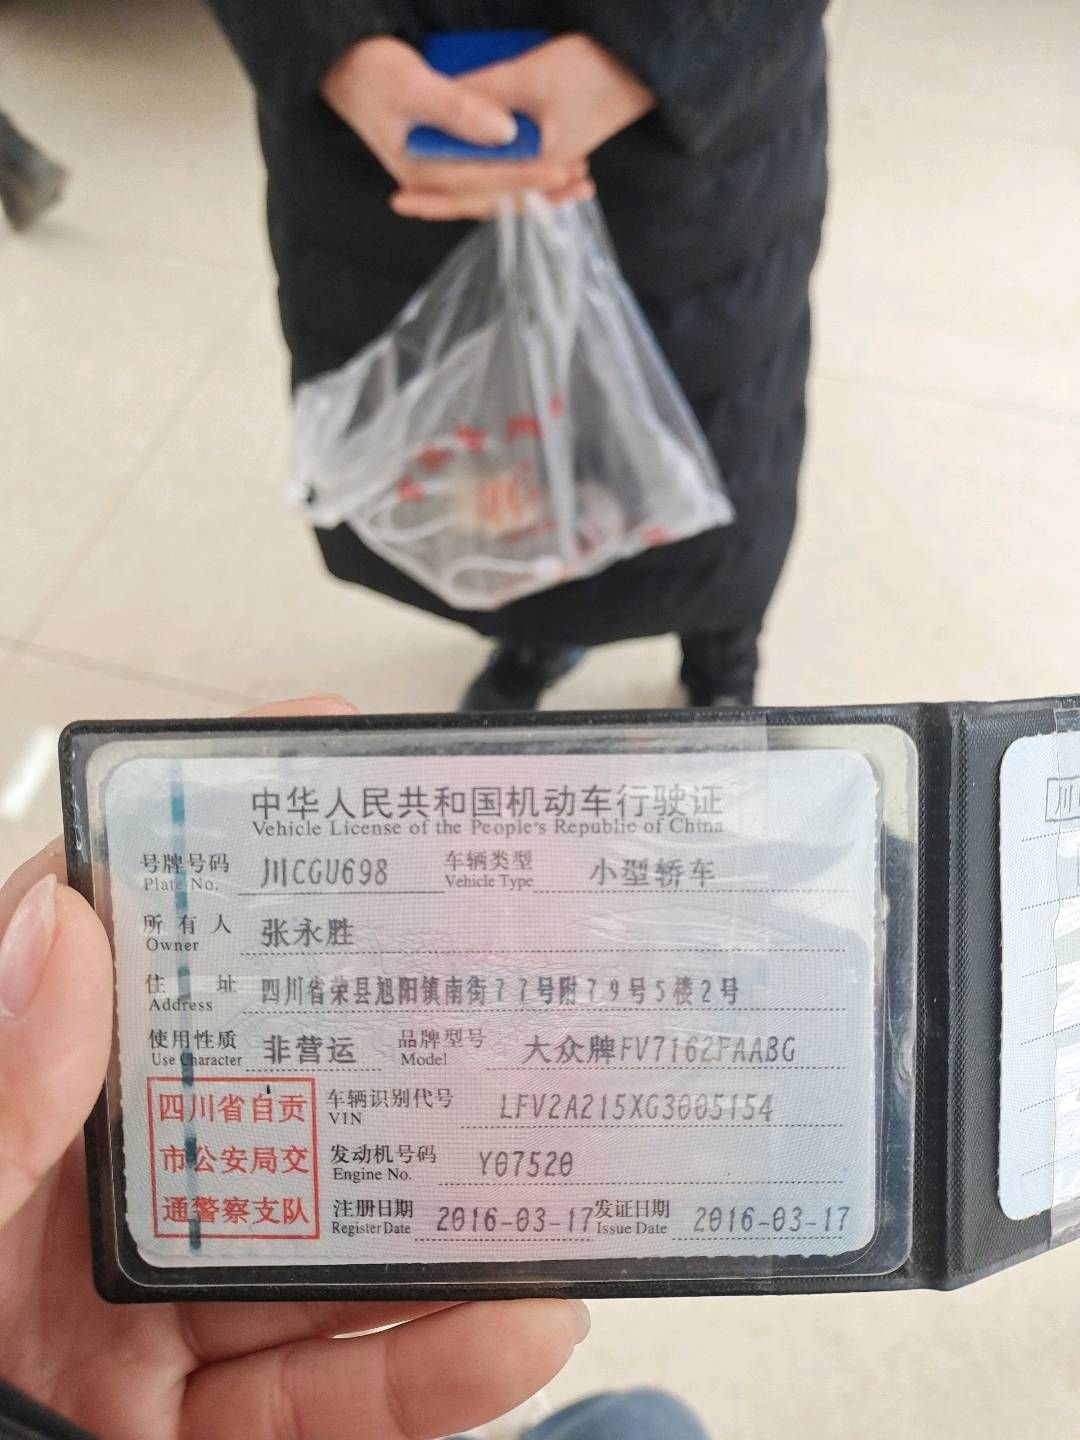 中华人民共和国机动车行驶证
Vehicle License of the People's Republic of China
号牌号码 川CGU698 车辆类型 小型轿车
Plate No. Vehicle Type
所有人 张永胜
Owner
住址 四川省荣县旭阳镇南街77号附79号5楼2号
Address
使用性质 非营运 品牌型号 大众牌FV7162FAABG
Use Character Model
四川省自贡
市公安局交
通警察支队
车辆识别代号 LFV2A215XG3005154
VIN
发动机号码 Y07520
Engine No.
注册日期 2016-03-17 发证日期 2016-03-17
Register Date Issue Date
川